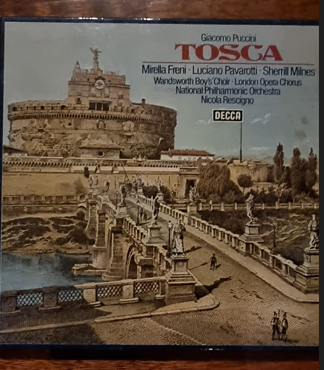 Giacomo Puccini
TOSCA
Mirella Freni · Luciano Pavarotti · Sherrill Milnes
Wandsworth Boys' Choir · London Opera Chorus
National Philharmonic Orchestra
Nicola Rescigno
DECCA